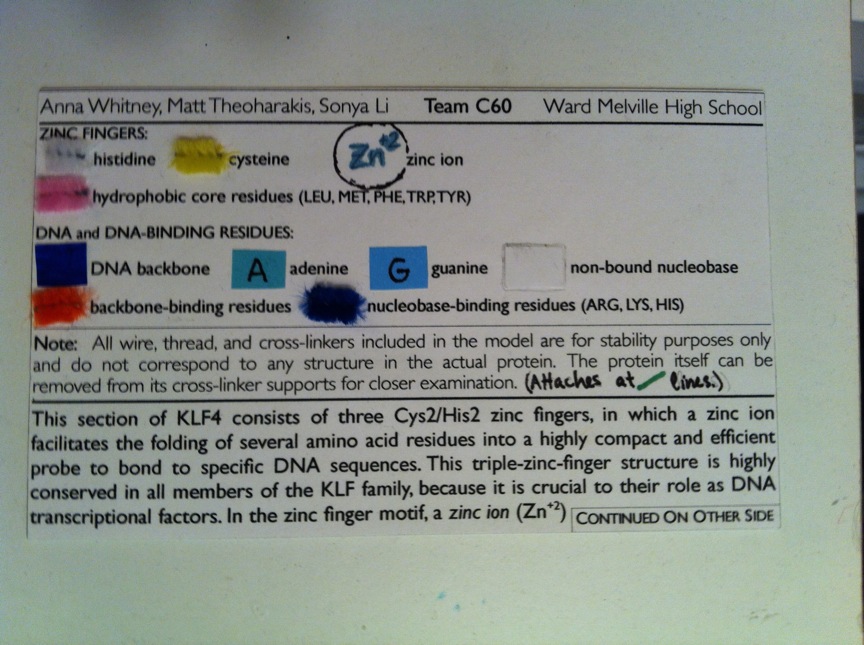 Anna Whitney, Matt Theoharakis, Sonya Li Team C60 Ward Melville High School
ZINC FINGERS:
histidine cysteine Zn+2 zinc ion
hydrophobic core residues (LEU, MET, PHE, TRP, TYR)
DNA and DNA-BINDING RESIDUES:
DNA backbone A adenine G guanine non-bound nucleobase
backbone-binding residues nucleobase-binding residues (ARG, LYS, HIS)
Note: All wire, thread, and cross-linkers included in the model are for stability purposes only
and do not correspond to any structure in the actual protein. The protein itself can be
removed from its cross-linker supports for closer examination. (Attaches at lines.)
This section of KLF4 consists of three Cys2/His2 zinc fingers, in which a zinc ion
facilitates the folding of several amino acid residues into a highly compact and efficient
probe to bond to specific DNA sequences. This triple-zinc-finger structure is highly
conserved in all members of the KLF family, because it is crucial to their role as DNA
transcriptional factors. In the zinc finger motif, a zinc ion (Zn+2) CONTINUED ON OTHER SIDE